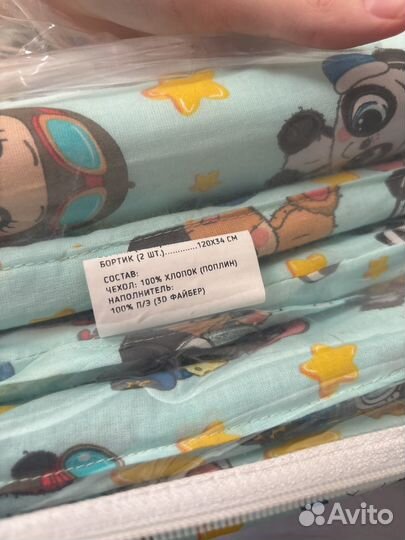 БОРТИК (2 ШТ.)............120Х34 СМ
СОСТАВ:
ЧЕХОЛ: 100% ХЛОПОК (ПОПЛИН)
НАПОЛНИТЕЛЬ:
100% П/Э (3D ФАЙБЕР)
Avito